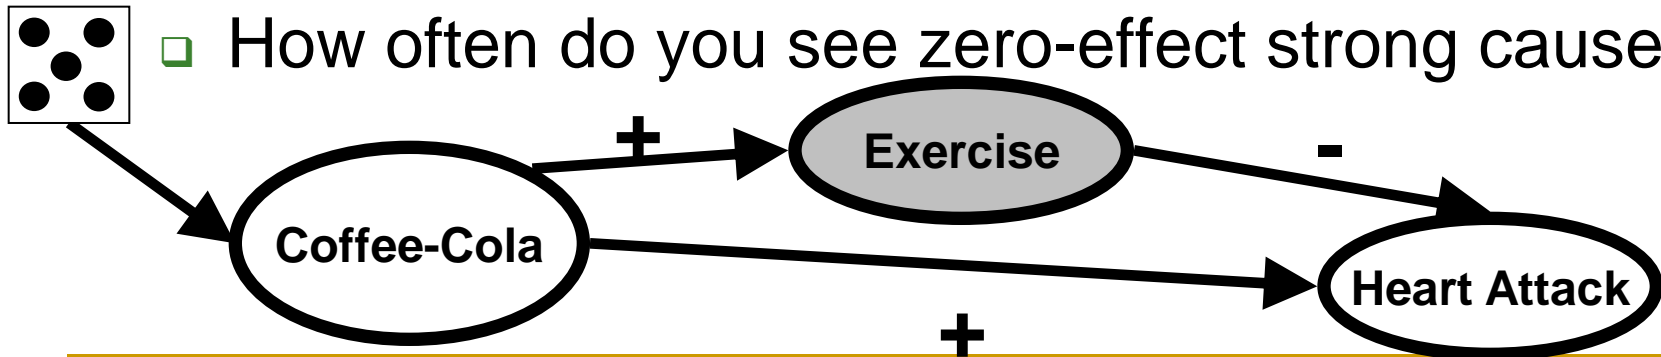 How often do you see zero-effect strong cause
+
Exercise
-
Coffee-Cola
Heart Attack
+